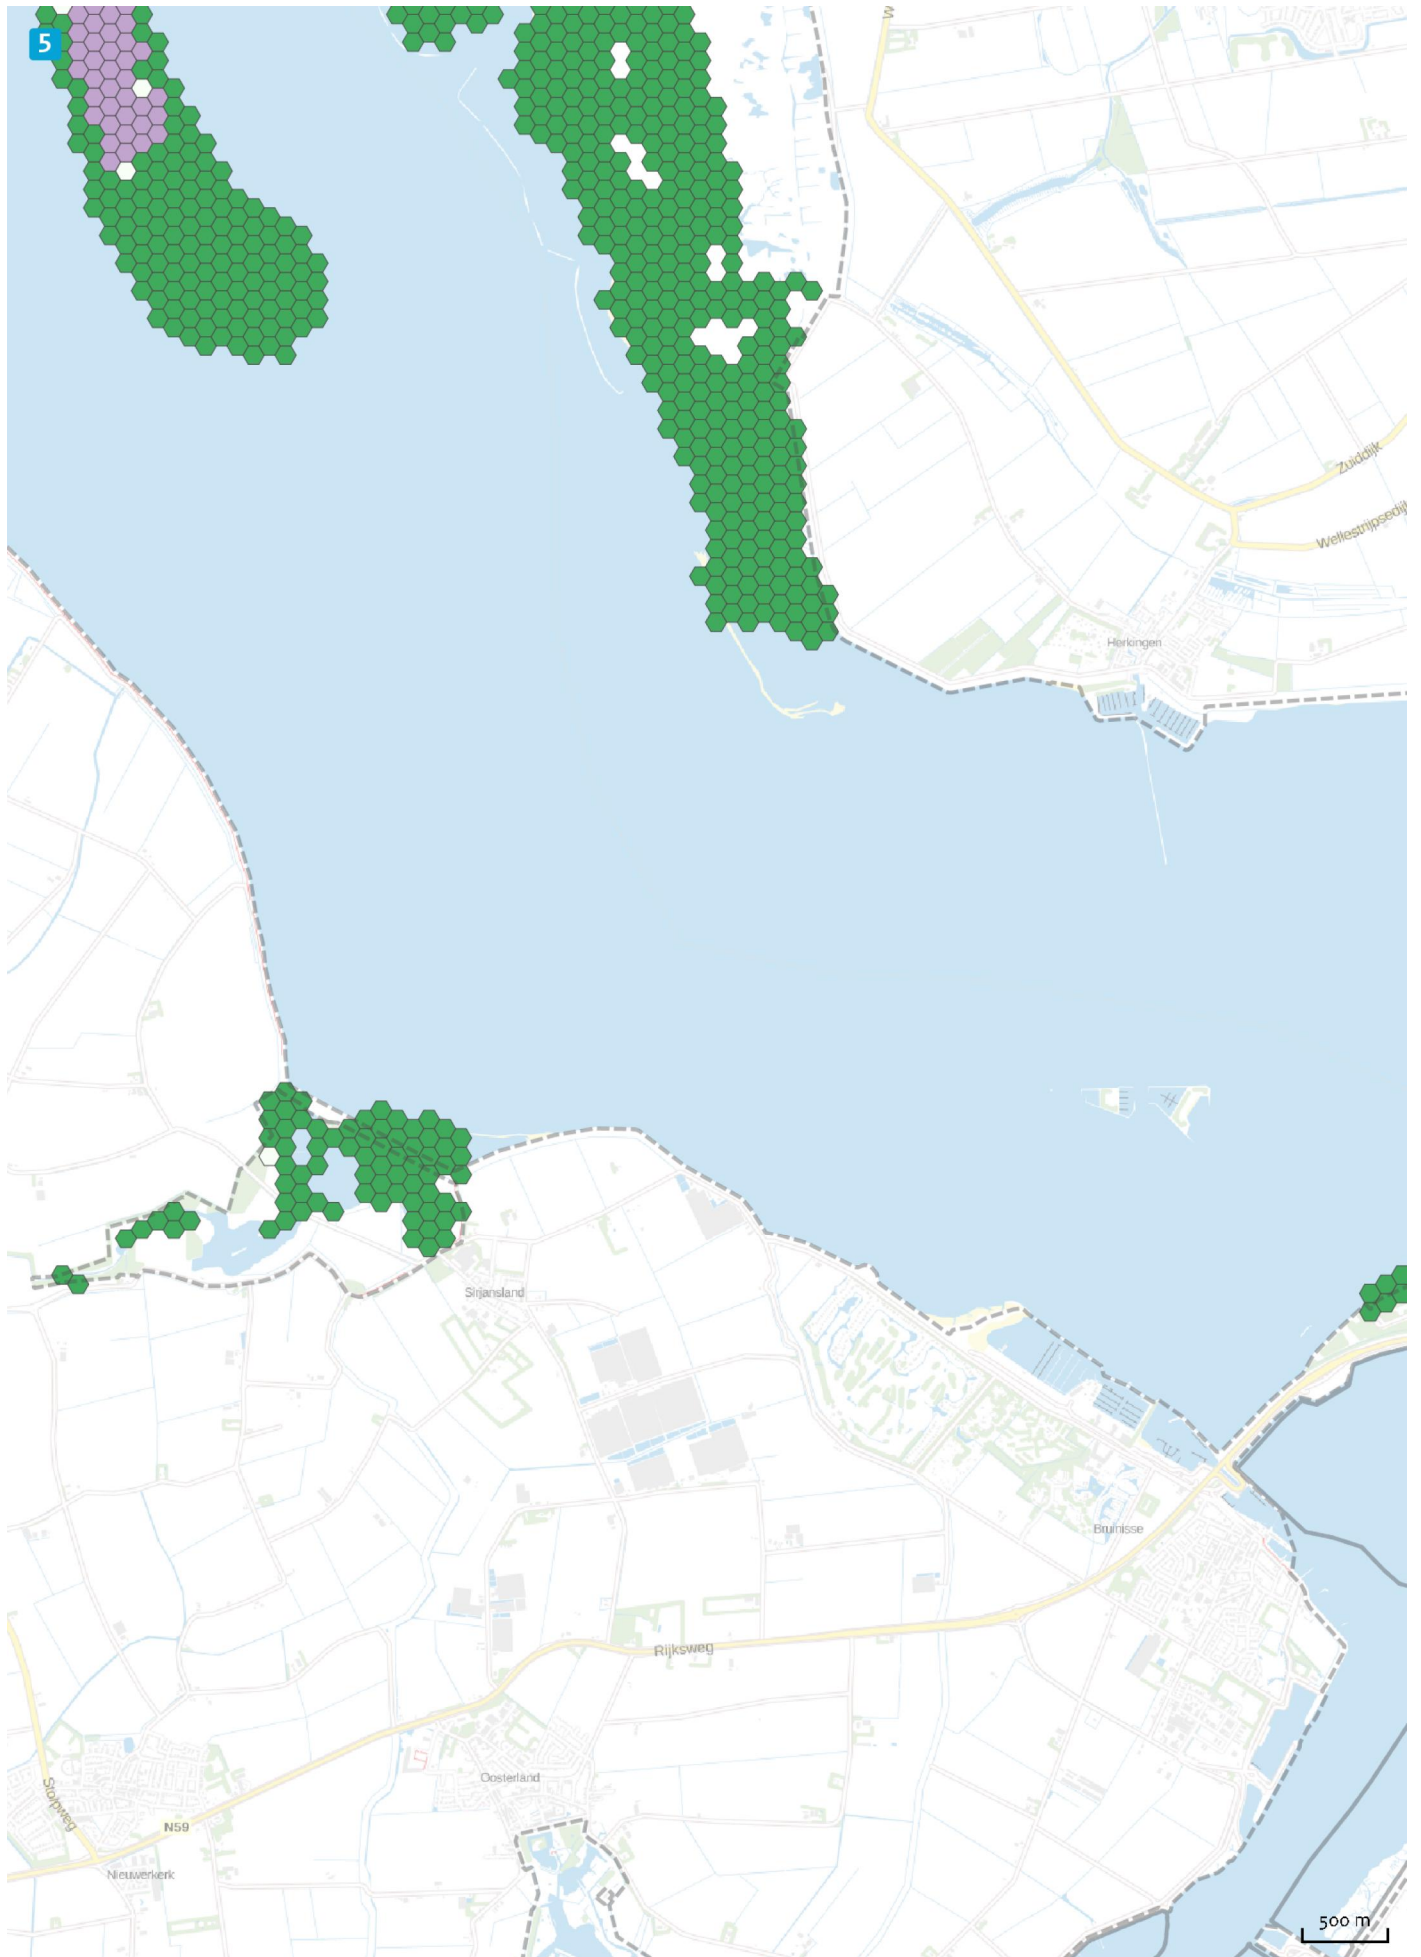 5
Zuiddijk
Wellestrijpsedijk
Herkingen
Sirjansland
Bruinisse
Rijksweg
Oosterland
Stolpweg
N59
Nieuwerkerk
500 m